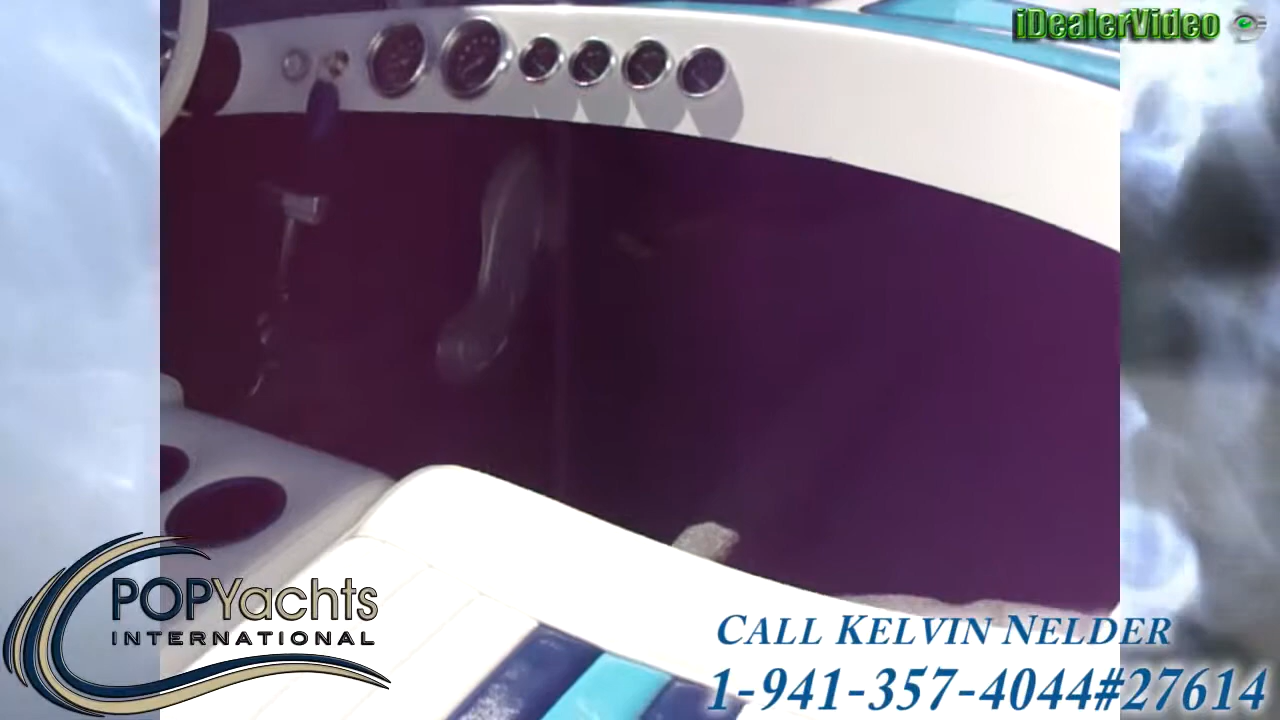 iDealerVideo
POPYachts
INTERNATIONAL
CALL KELVIN NELDER
1-941-357-4044#27614